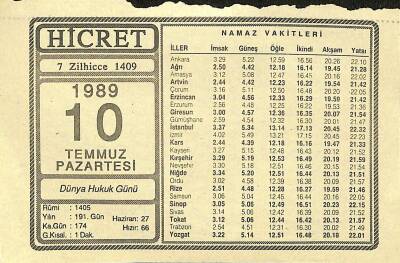 HİCRET
7 Zilhicce 1409
1989
10
TEMMUZ
PAZARTESİ
Dünya Hukuk Günü
Rûmi : 1405
Yılın : 191. Gün Haziran: 27
Ka.Gün : 174 Hızır: 66
G.Kısal. : 1 Dak.
NAMAZ VAKİTLERİ
İLLER İmsak Güneş Öğle İkindi Akşam Yatsı
Ankara 3.29 5.22 12.59 16.56 20.26 22.10
Ağrı 2.50 4.42 12.18 16.14 19.45 21.28
Amasya 3.12 5.08 12.47 16.45 20.16 22.02
Artvin 2.44 4.42 12.23 16.22 19.54 21.42
Çorum 3.16 5.11 12.50 16.48 20.20 22.05
Erzincan 3.04 4.56 12.33 16.29 19.59 21.42
Erzurum 2.56 4.48 12.25 16.22 19.53 21.36
Giresun 3.00 4.57 12.36 16.35 20.07 21.54
Gümüşhane 2.59 4.54 12.32 16.30 20.01 21.47
İstanbul 3.37 5.34 13.14 17.13 20.45 22.32
İzmir 4.02 5.49 13.21 17.15 20.45 22.23
Kars 2.44 4.39 12.18 16.16 19.47 21.33
Kayseri 3.27 5.15 12.48 16.43 20.12 21.52
Kırşehir 3.29 5.19 12.53 16.49 20.19 21.59
Nevşehir 3.30 5.18 12.51 16.46 20.15 21.54
Niğde 3.34 5.20 12.51 16.44 20.13 21.51
Ordu 3.02 4.59 12.38 16.38 20.09 21.57
Rize 2.51 4.48 12.28 16.27 19.59 21.46
Samsun 3.06 5.04 12.45 16.45 20.16 22.05
Sinop 3.05 5.06 12.49 16.51 20.23 22.15
Sivas 3.14 5.06 12.42 16.39 20.09 21.52
Tokat 3.12 5.06 12.44 16.42 20.13 21.57
Trabzon 2.54 4.51 12.31 16.30 20.02 21.49
Yozgat 3.22 5.14 12.51 16.48 20.18 22.01